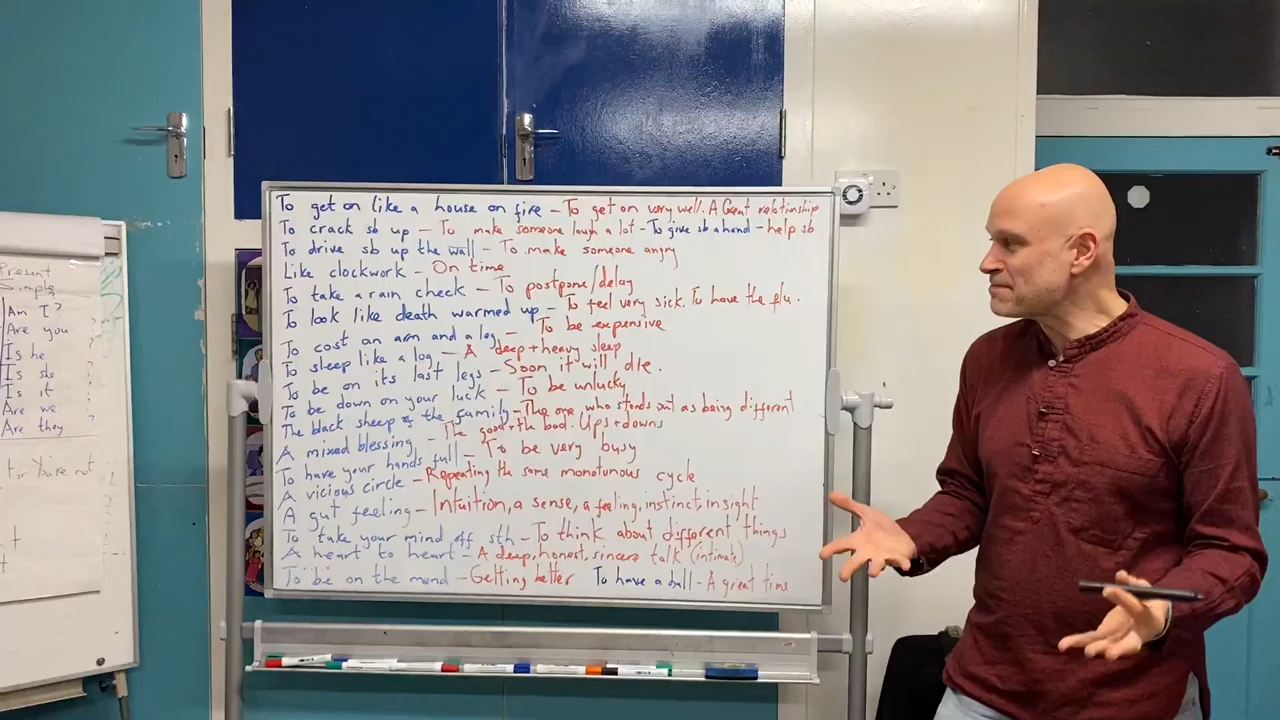 Present
Simple
Am I?
Are you ?
Is he ?
Is she ?
Is it ?
Are we ?
Are they ?
You're not
To get on like a house on fire - To get on very well. A Great relationship
To crack sb up - To make someone laugh a lot - To give sb a hand - help sb
To drive sb up the wall - To make someone angry
Like clockwork - On time
To take a rain check - To postpone/delay
To look like death warmed up - To feel very sick. To have the flu.
To cost an arm and a leg - To be expensive
To sleep like a log - A deep + heavy sleep
To be on its last legs - Soon it will die.
To be down on your luck - To be unlucky
The black sheep of the family - The one who stands out as being different
A mixed blessing - The good + the bad. Ups + downs
To have your hands full - To be very busy
A vicious circle - Repeating the same monotunous cycle
A gut feeling - Intuition, a sense, a feeling, instinct, insight
To take your mind off sth - To think about different things
A heart to heart - A deep, honest, sincere talk (intimate)
To be on the mend - Getting better To have a ball - A great time